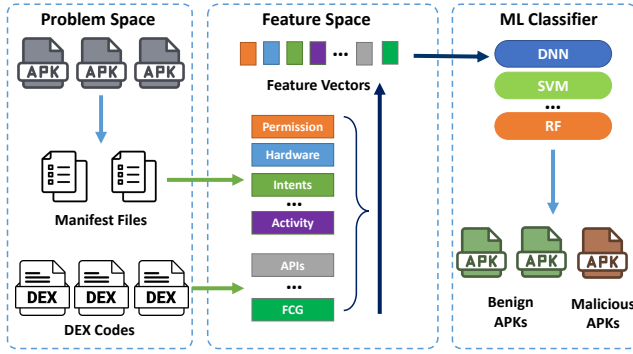 Problem Space
APK APK APK
Manifest Files
DEX DEX DEX
DEX Codes
Feature Space
...
Feature Vectors
Permission
Hardware
Intents
...
Activity
APIs
...
FCG
ML Classifier
DNN
SVM
...
RF
APK APK APK
Benign
APKs
Malicious
APKs